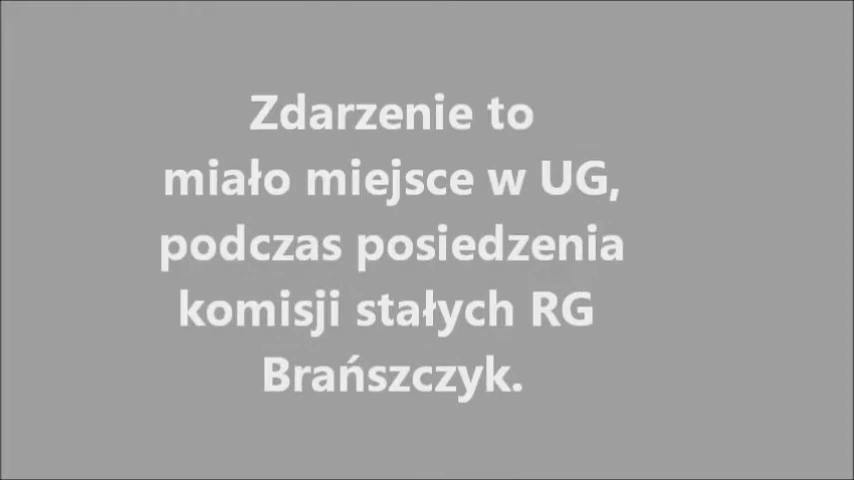 Zdarzenie to
miało miejsce w UG,
podczas posiedzenia
komisji stałych RG
Brańszczyk.